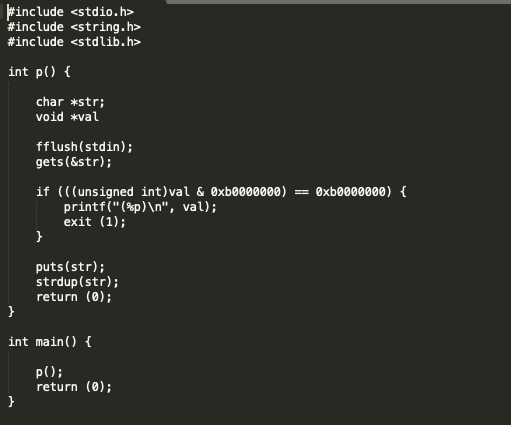 #include <stdio.h>
#include <string.h>
#include <stdlib.h>
int p() {
char *str;
void *val
fflush(stdin);
gets(&str);
if (((unsigned int)val & 0xb0000000) == 0xb0000000) {
printf("(%p)\n", val);
exit (1);
}
puts(str);
strdup(str);
return (0);
}
int main() {
p();
return (0);
}